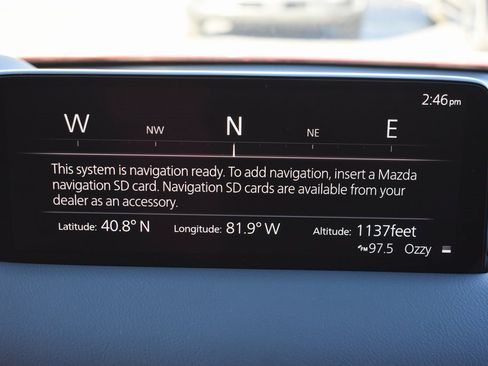 2:46pm
W NW N NE E
This system is navigation ready. To add navigation, insert a Mazda
navigation SD card. Navigation SD cards are available from your
dealer as an accessory.
Latitude: 40.8° N Longitude: 81.9° W Altitude: 1137feet
FM 97.5 Ozzy